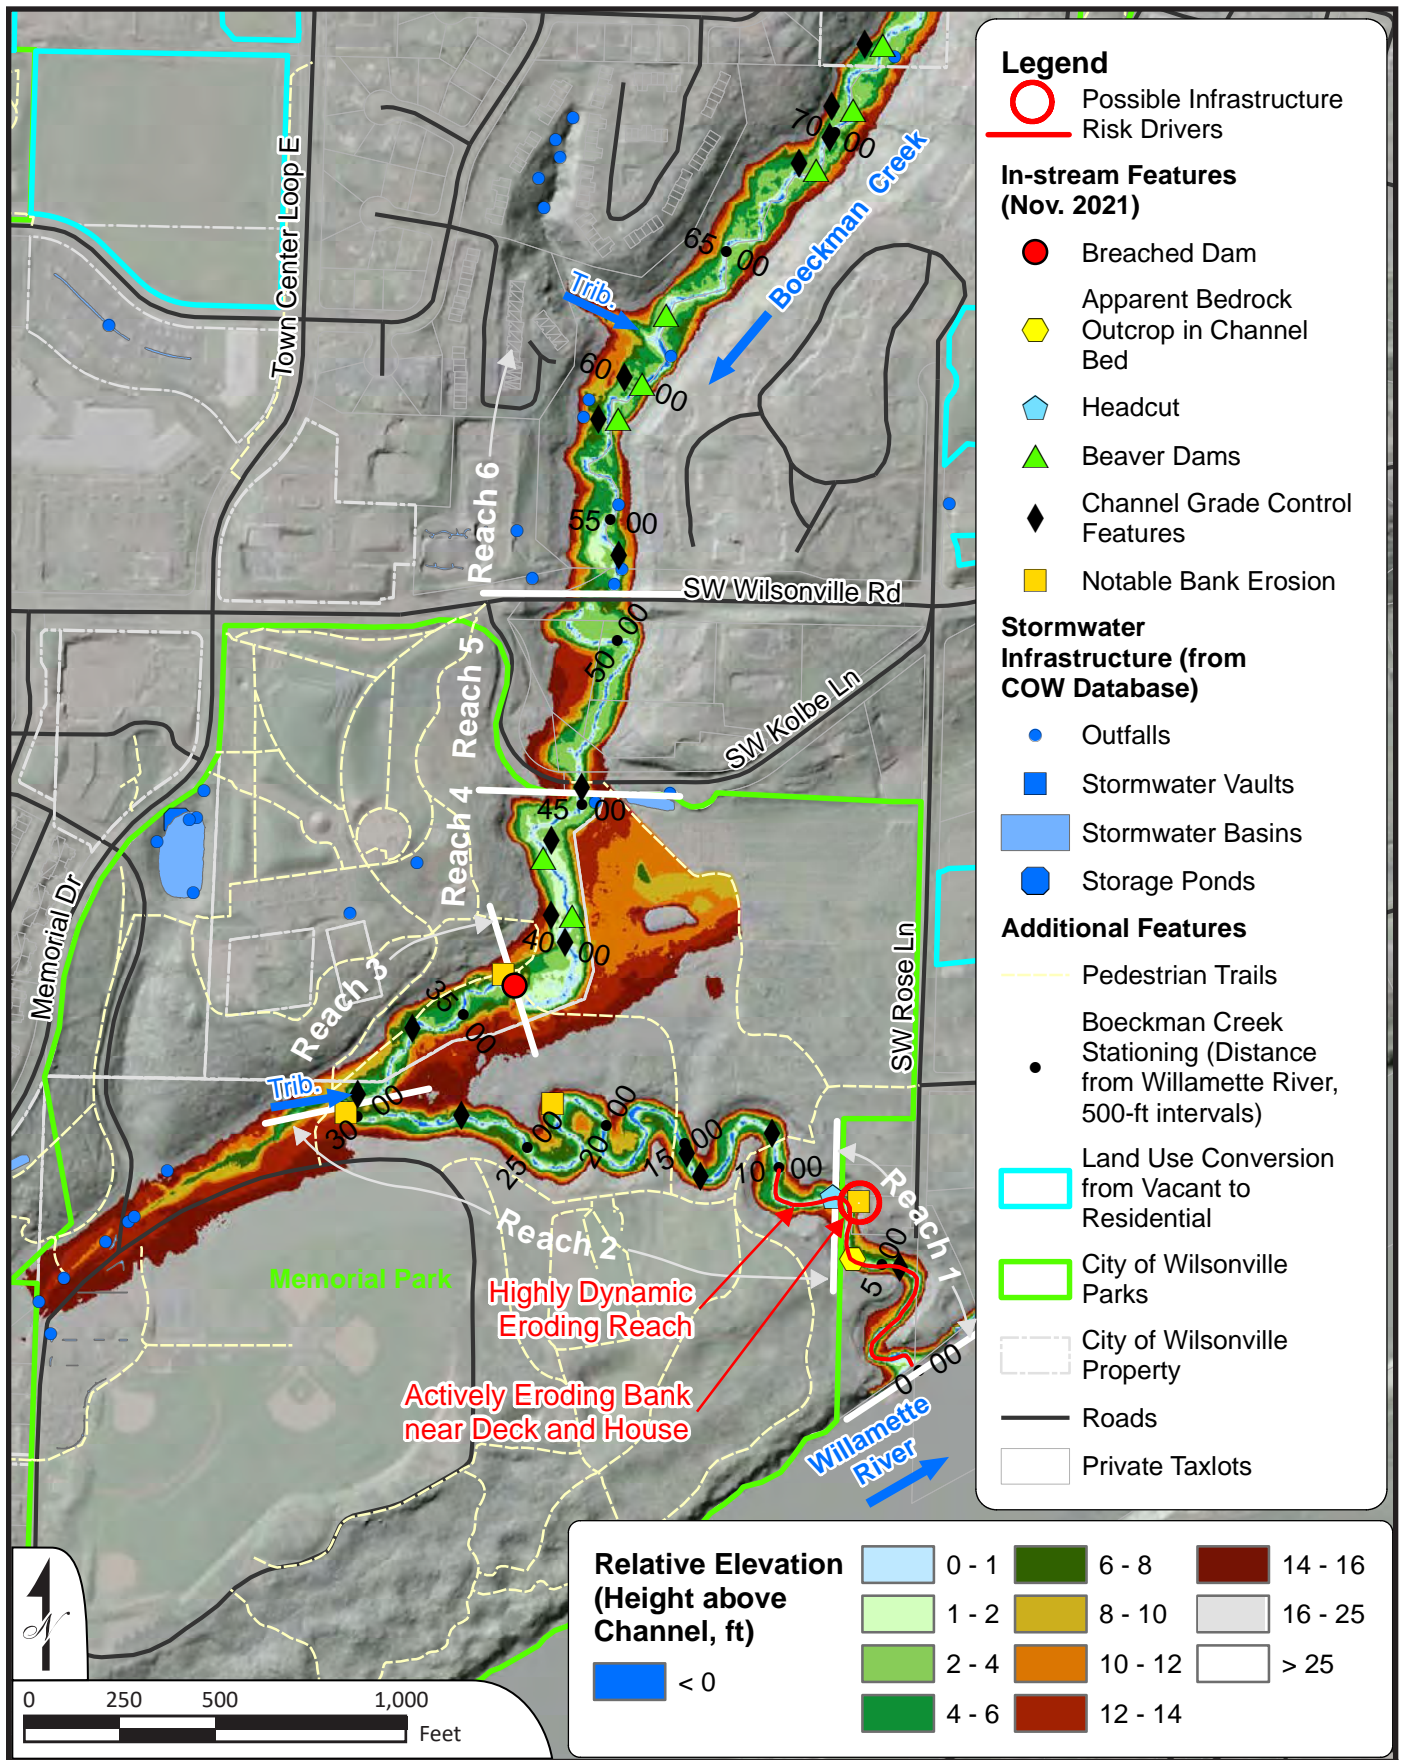 Legend
Possible Infrastructure
Risk Drivers
In-stream Features
(Nov. 2021)
Breached Dam
Apparent Bedrock
Outcrop in Channel
Bed
Headcut
Beaver Dams
Channel Grade Control
Features
Notable Bank Erosion
Stormwater
Infrastructure (from
COW Database)
Outfalls
Stormwater Vaults
Stormwater Basins
Storage Ponds
Additional Features
Pedestrian Trails
Boeckman Creek
Stationing (Distance
from Willamette River,
500-ft intervals)
Land Use Conversion
from Vacant to
Residential
City of Wilsonville
Parks
City of Wilsonville
Property
Roads
Private Taxlots
Town Center Loop E
70 00
Boeckman Creek
65 00
Trib.
60 00
Reach 6
55 00
SW Wilsonville Rd
50 00
Reach 5
SW Kolbe Ln
45 00
Reach 4
Memorial Dr
40 00
Reach 3
35 00
SW Rose Ln
Trib.
30 00
25 00
20 00
15 00
10 00
Reach 1
Reach 2
5 00
Memorial Park
Highly Dynamic
Eroding Reach
0 00
Actively Eroding Bank
near Deck and House
Willamette
River
Relative Elevation
(Height above
Channel, ft)
< 0
0 - 1
1 - 2
2 - 4
4 - 6
6 - 8
8 - 10
10 - 12
12 - 14
14 - 16
16 - 25
> 25
N
0 250 500 1,000
Feet